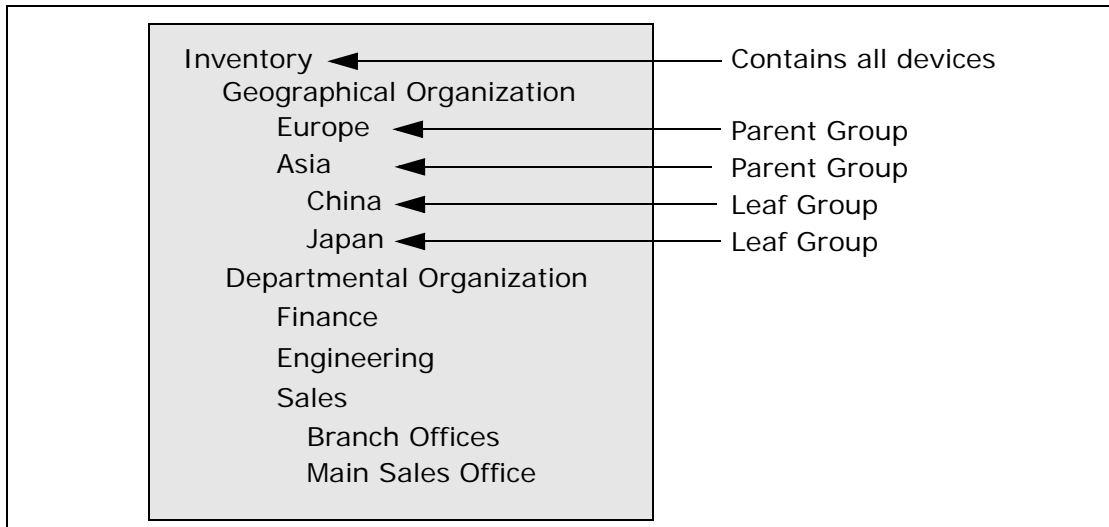 Inventory Contains all devices
Geographical Organization
Europe Parent Group
Asia Parent Group
China Leaf Group
Japan Leaf Group
Departmental Organization
Finance
Engineering
Sales
Branch Offices
Main Sales Office